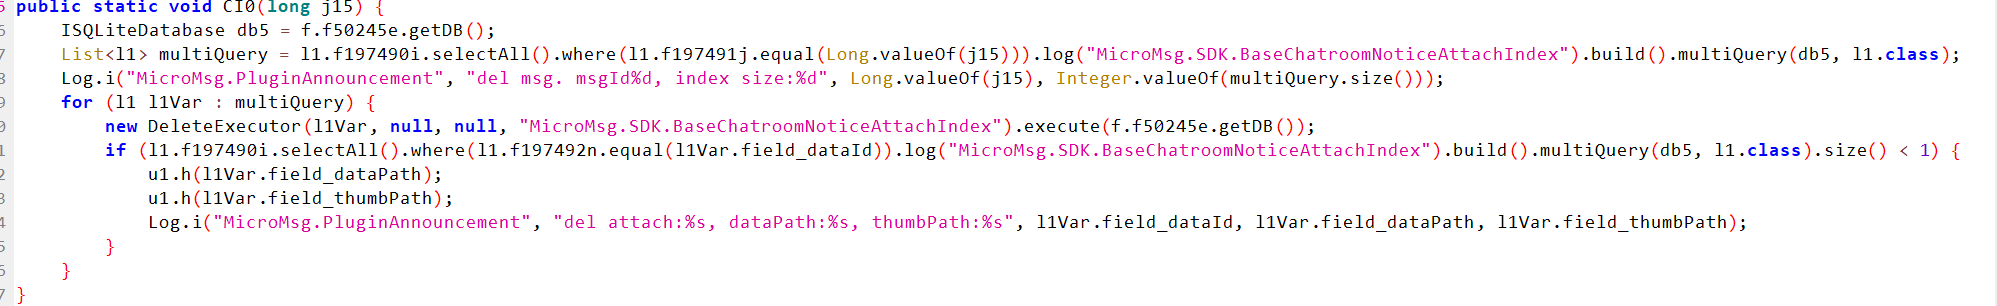 5 public static void CI0(long j15) {
6 ISQLiteDatabase db5 = f.f50245e.getDB();
7 List<l1> multiQuery = l1.f197490i.selectAll().where(l1.f197491j.equal(Long.valueOf(j15))).log("MicroMsg.SDK.BaseChatroomNoticeAttachIndex").build().multiQuery(db5, l1.class);
8 Log.i("MicroMsg.PluginAnnouncement", "del msg. msgId%d, index size:%d", Long.valueOf(j15), Integer.valueOf(multiQuery.size()));
9 for (l1 l1Var : multiQuery) {
0 new DeleteExecutor(l1Var, null, null, "MicroMsg.SDK.BaseChatroomNoticeAttachIndex").execute(f.f50245e.getDB());
1 if (l1.f197490i.selectAll().where(l1.f197492n.equal(l1Var.field_dataId)).log("MicroMsg.SDK.BaseChatroomNoticeAttachIndex").build().multiQuery(db5, l1.class).size() < 1) {
2 u1.h(l1Var.field_dataPath);
3 u1.h(l1Var.field_thumbPath);
4 Log.i("MicroMsg.PluginAnnouncement", "del attach:%s, dataPath:%s, thumbPath:%s", l1Var.field_dataId, l1Var.field_dataPath, l1Var.field_thumbPath);
5 }
6 }
7 }